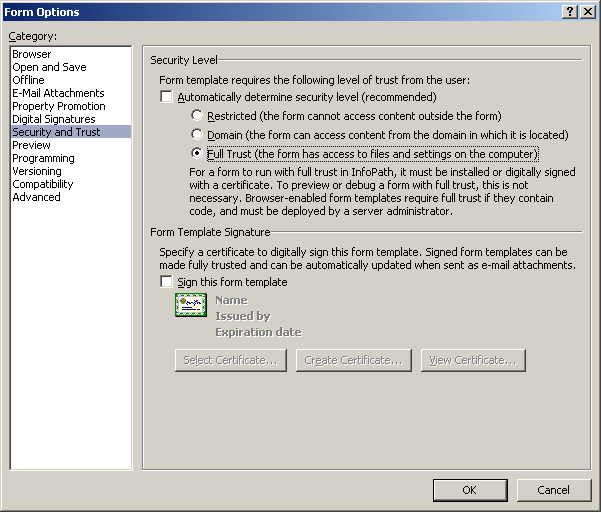 Form Options
Category:
Browser
Open and Save
Offline
E-Mail Attachments
Property Promotion
Digital Signatures
Security and Trust
Preview
Programming
Versioning
Compatibility
Advanced
Security Level
Form template requires the following level of trust from the user:
Automatically determine security level (recommended)
Restricted (the form cannot access content outside the form)
Domain (the form can access content from the domain in which it is located)
Full Trust (the form has access to files and settings on the computer)
For a form to run with full trust in InfoPath, it must be installed or digitally signed
with a certificate. To preview or debug a form with full trust, this is not
necessary. Browser-enabled form templates require full trust if they contain
code, and must be deployed by a server administrator.
Form Template Signature
Specify a certificate to digitally sign this form template. Signed form templates can be
made fully trusted and can be automatically updated when sent as e-mail attachments.
Sign this form template
Name
Issued by
Expiration date
Select Certificate... Create Certificate... View Certificate...
OK Cancel